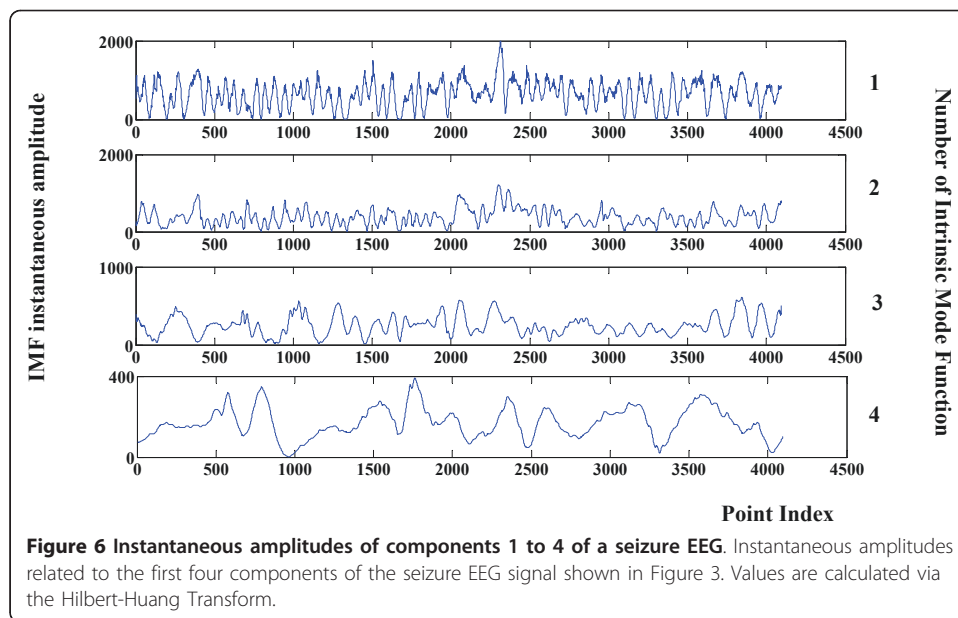 2000
0
0 500 1000 1500 2000 2500 3000 3500 4000 4500
1
2000
0
0 500 1000 1500 2000 2500 3000 3500 4000 4500
2
1000
0
0 500 1000 1500 2000 2500 3000 3500 4000 4500
3
400
0
0 500 1000 1500 2000 2500 3000 3500 4000 4500
4
IMF instantaneous amplitude
Number of Intrinsic Mode Function
Point Index
Figure 6 Instantaneous amplitudes of components 1 to 4 of a seizure EEG. Instantaneous amplitudes
related to the first four components of the seizure EEG signal shown in Figure 3. Values are calculated via
the Hilbert-Huang Transform.